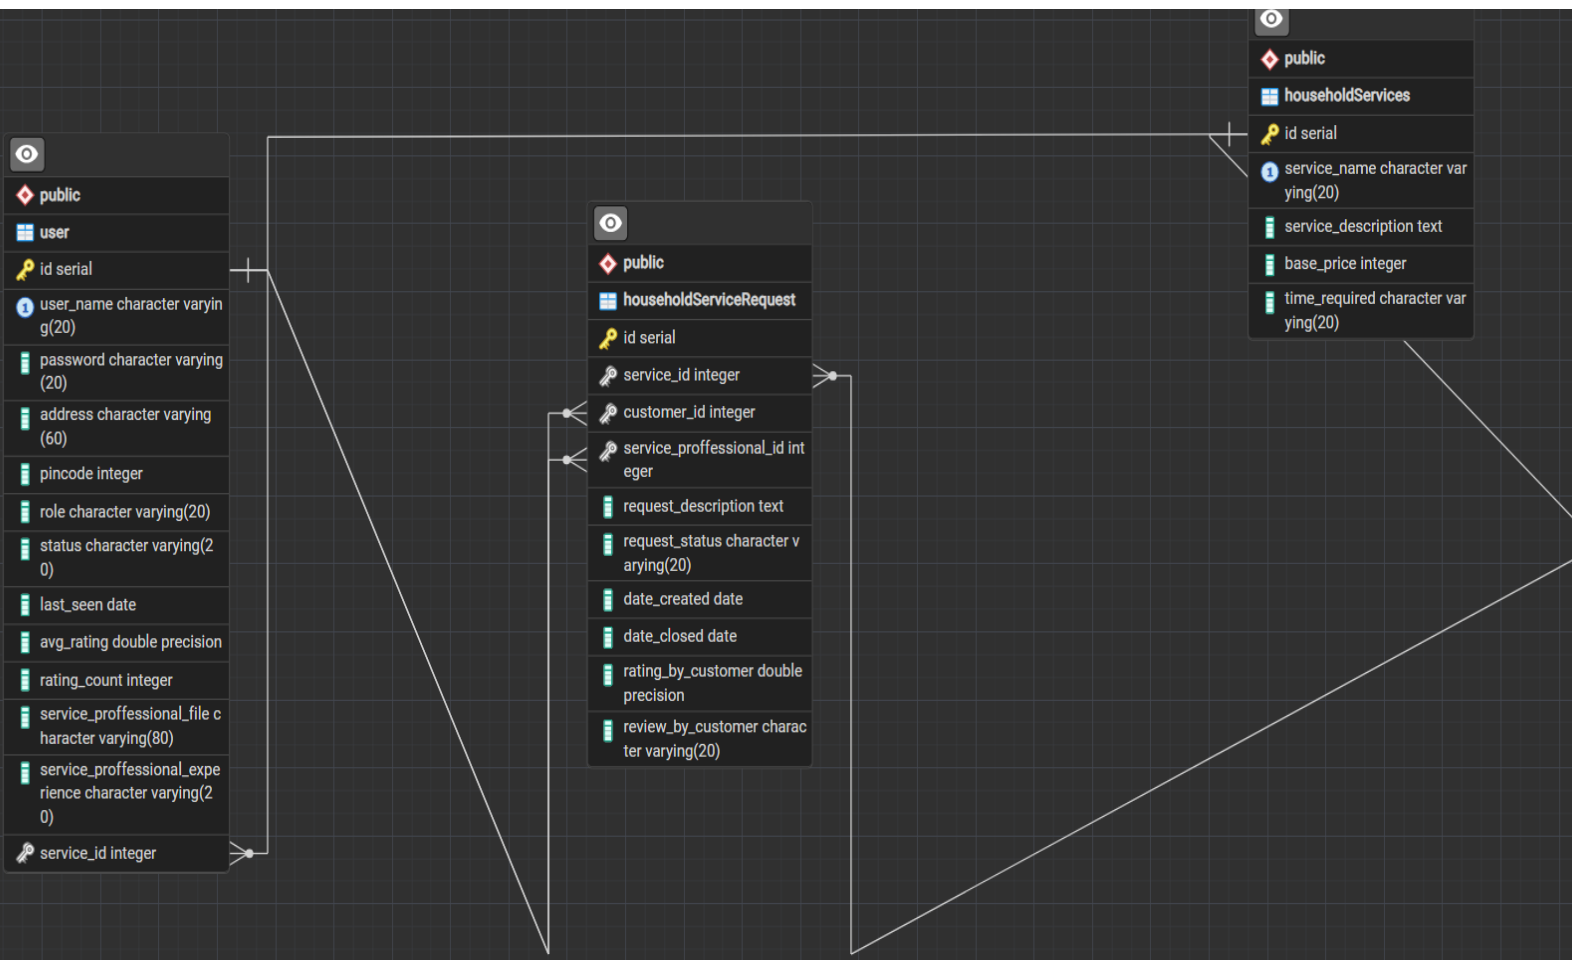 public
user
id serial
user_name character varyin
g(20)
password character varying
(20)
address character varying
(60)
pincode integer
role character varying(20)
status character varying(2
0)
last_seen date
avg_rating double precision
rating_count integer
service_proffessional_file c
haracter varying(80)
service_proffessional_expe
rience character varying(2
0)
service_id integer
public
householdServiceRequest
id serial
service_id integer
customer_id integer
service_proffessional_id int
eger
request_description text
request_status character v
arying(20)
date_created date
date_closed date
rating_by_customer double
precision
review_by_customer charac
ter varying(20)
public
householdServices
id serial
service_name character var
ying(20)
service_description text
base_price integer
time_required character var
ying(20)